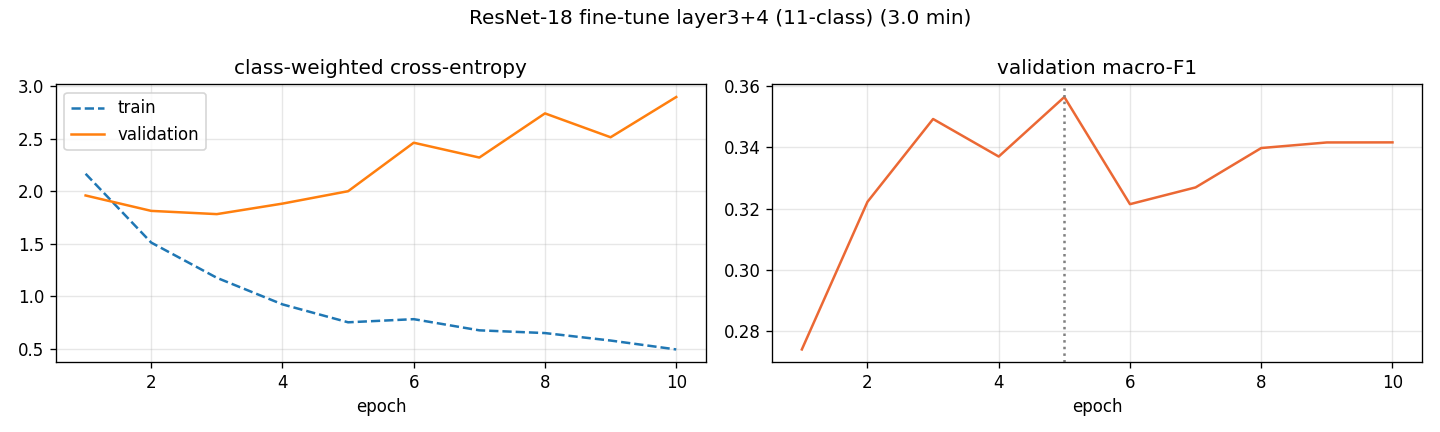 ResNet-18 fine-tune layer3+4 (11-class) (3.0 min)
class-weighted cross-entropy
3.0
2.5
2.0
1.5
1.0
0.5
train
validation
2 4 6 8 10
epoch
validation macro-F1
0.36
0.34
0.32
0.30
0.28
2 4 6 8 10
epoch